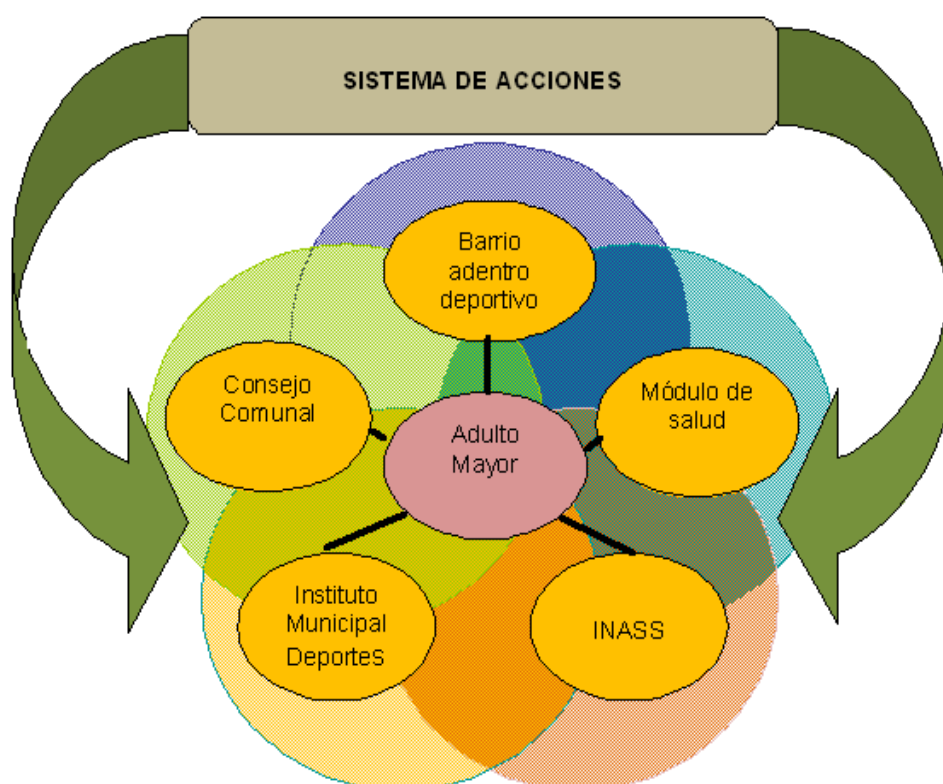 SISTEMA DE ACCIONES
Barrio
adentro
deportivo
Consejo
Comunal
Módulo de
salud
Adulto
Mayor
Instituto
Municipal
Deportes
INASS